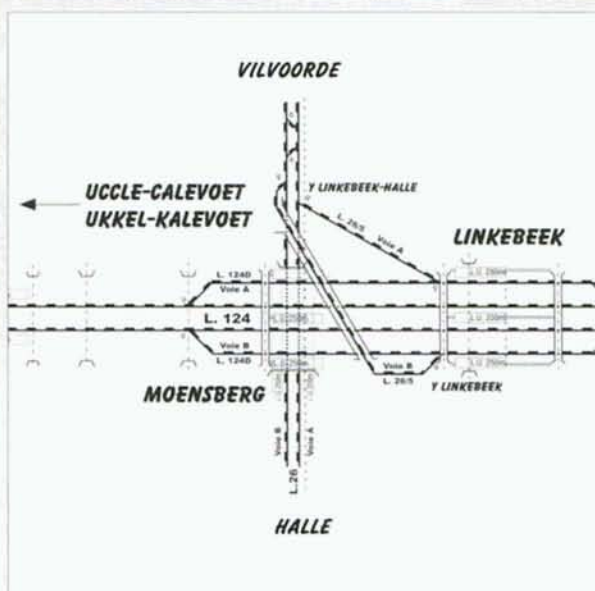 VILVOORDE
UCCLE-CALEVOET
UKKEL-KALEVOET
Y LINKEBEEK-HALLE
L. 26/5 Voie A
LINKEBEEK
L. 124D
Voie A
L. 124
Voie B
L. 124D
Voie B
L. 26/5
Y LINKEBEEK
MOENSBERG
Voie B
L.26
Voie A
HALLE